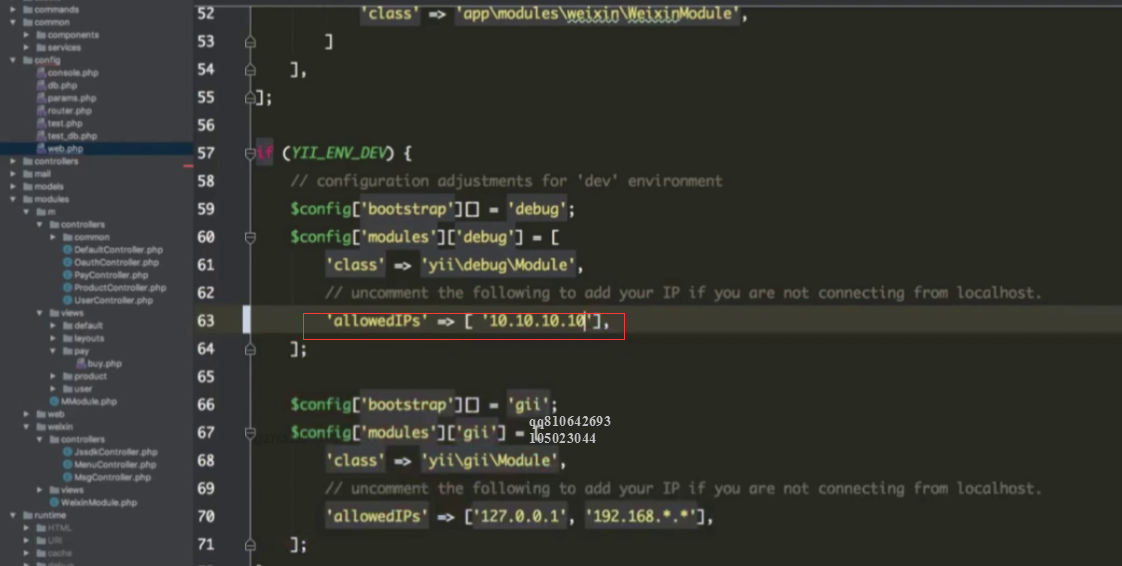 commands
common
components
services
config
console.php
db.php
params.php
router.php
test.php
test_db.php
web.php
controllers
mail
models
modules
m
controllers
common
DefaultController.php
OauthController.php
PayController.php
ProductController.php
UserController.php
views
default
layouts
pay
buy.php
product
user
MModule.php
web
weixin
controllers
JssdkController.php
MenuController.php
MsgController.php
views
WeixinModule.php
runtime
HTML
URI
cache
debug
52 'class' => 'app\modules\weixin\WeixinModule',
53 ]
54 ],
55 ];
56
57 if (YII_ENV_DEV) {
58 // configuration adjustments for 'dev' environment
59 $config['bootstrap'][] = 'debug';
60 $config['modules']['debug'] = [
61 'class' => 'yii\debug\Module',
62 // uncomment the following to add your IP if you are not connecting from localhost.
63 'allowedIPs' => [ '10.10.10.10'],
64 ];
65
66 $config['bootstrap'][] = 'gii';
67 $config['modules']['gii'] = [
68 'class' => 'yii\gii\Module',
69 // uncomment the following to add your IP if you are not connecting from localhost.
70 'allowedIPs' => ['127.0.0.1', '192.168.*.*'],
71 ];
qq810642693
105023044